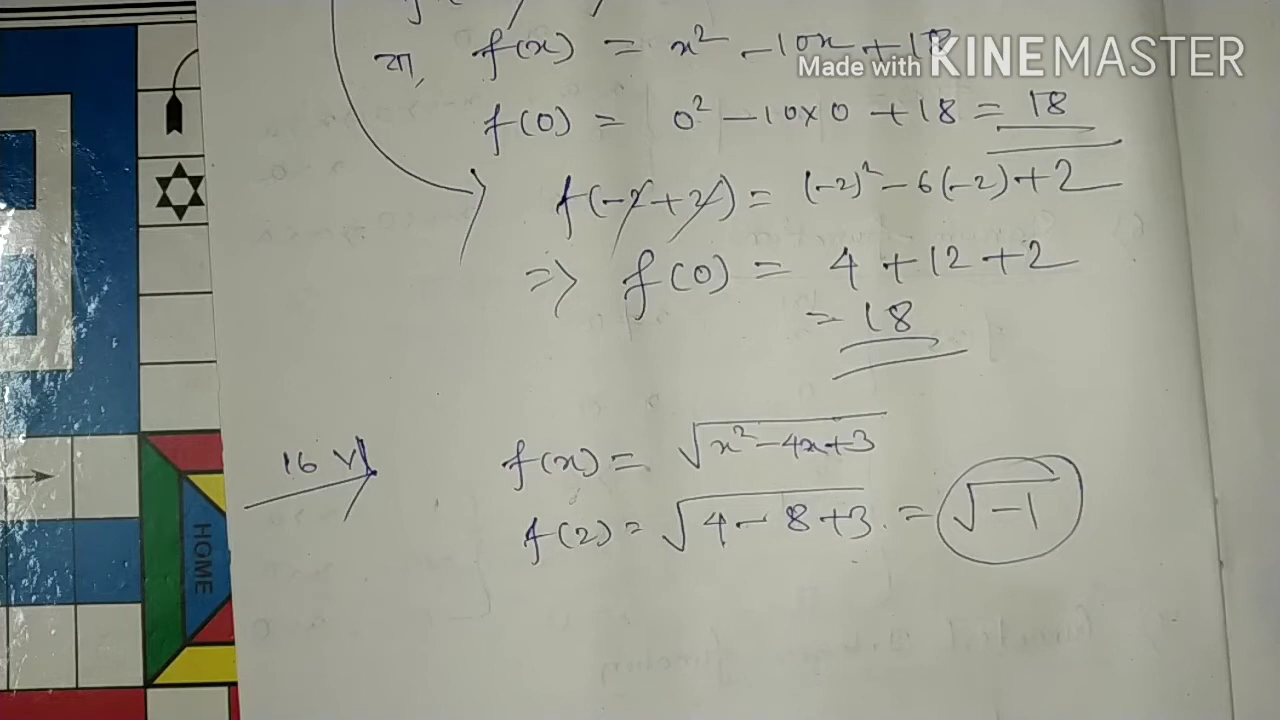 या, f(x) = x² - 10x + 18
Made with KINEMASTER
f(0) = 0² - 10×0 + 18 = 18
f(-2+2) = (-2)² - 6(-2) + 2
=> f(0) = 4 + 12 + 2
= 18
16 v) f(x) = √x²-4x+3
f(2) = √4-8+3 = √-1
HOME